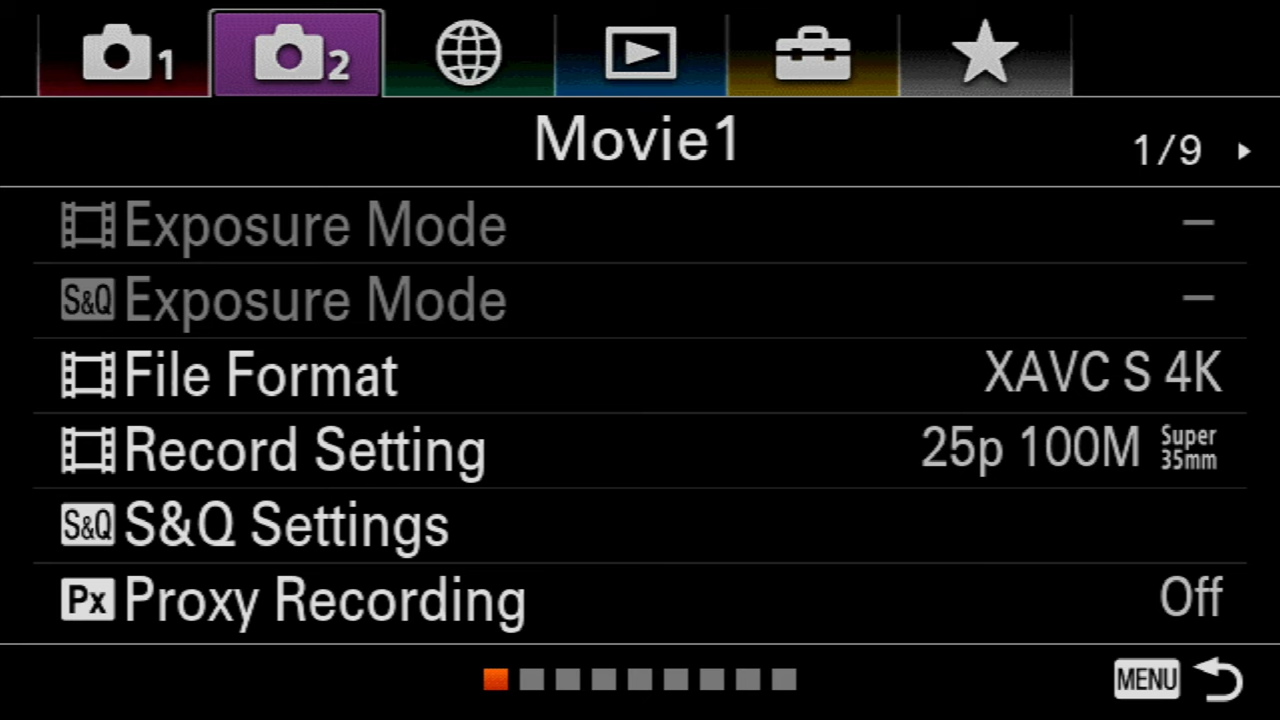 1 2
Movie1
1/9
Exposure Mode –
S&Q Exposure Mode –
File Format XAVC S 4K
Record Setting 25p 100M Super 35mm
S&Q S&Q Settings
Px Proxy Recording Off
MENU